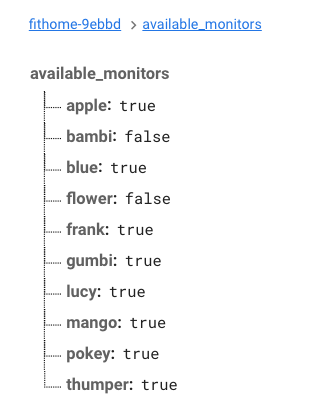 fithome-9ebbd > available_monitors
available_monitors
apple: true
bambi: false
blue: true
flower: false
frank: true
gumbi: true
lucy: true
mango: true
pokey: true
thumper: true